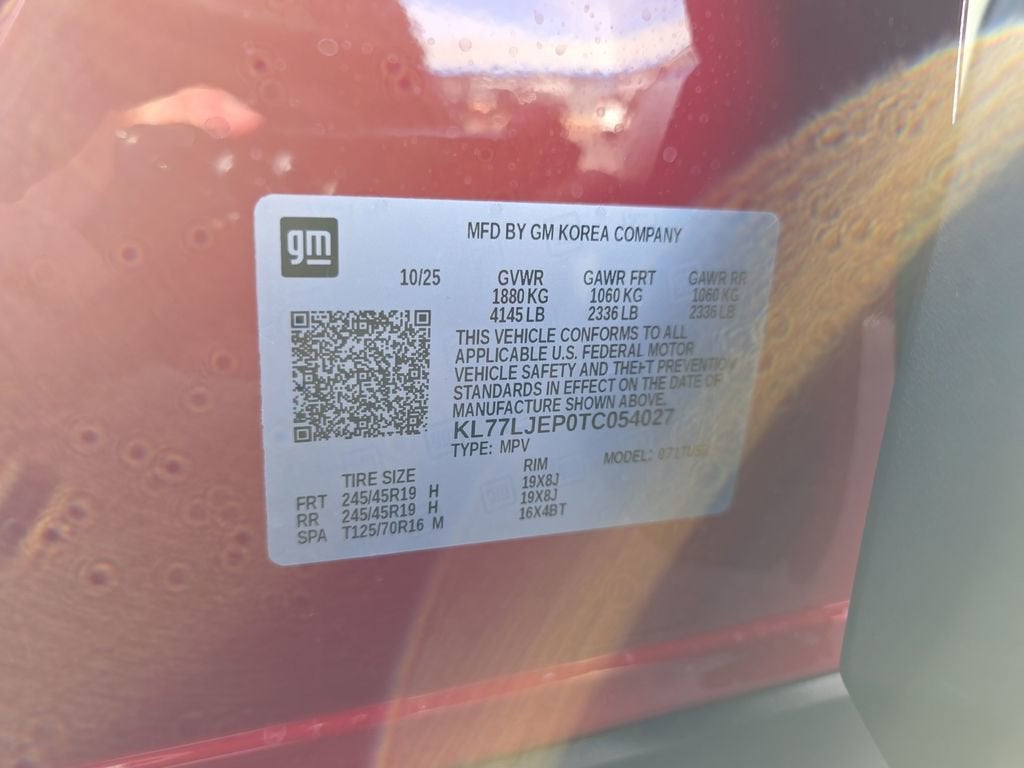 gm
MFD BY GM KOREA COMPANY
10/25 GVWR GAWR FRT GAWR RR
1880 KG 1060 KG 1060 KG
4145 LB 2336 LB 2336 LB
THIS VEHICLE CONFORMS TO ALL
APPLICABLE U.S. FEDERAL MOTOR
VEHICLE SAFETY AND THEFT PREVENTION
STANDARDS IN EFFECT ON THE DATE OF
MANUFACTURE SHOWN ABOVE.
KL77LJEP0TC054027
TYPE: MPV MODEL:
TIRE SIZE RIM
FRT 245/45R19 H 19X8J
RR 245/45R19 H 19X8J
SPA T125/70R16 M 16X4BT